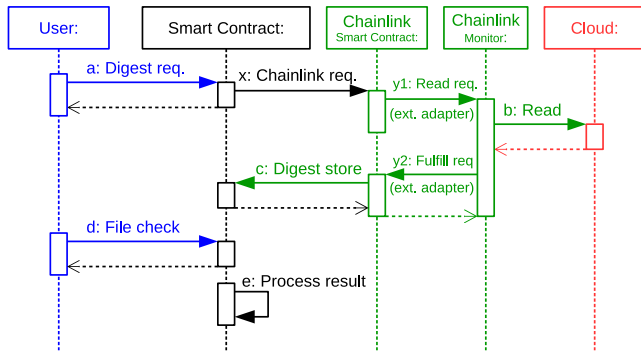 User:
Smart Contract:
Chainlink
Smart Contract:
Chainlink
Monitor:
Cloud:
a: Digest req.
x: Chainlink req.
y1: Read req.
(ext. adapter)
b: Read
y2: Fulfill req
(ext. adapter)
c: Digest store
d: File check
e: Process result